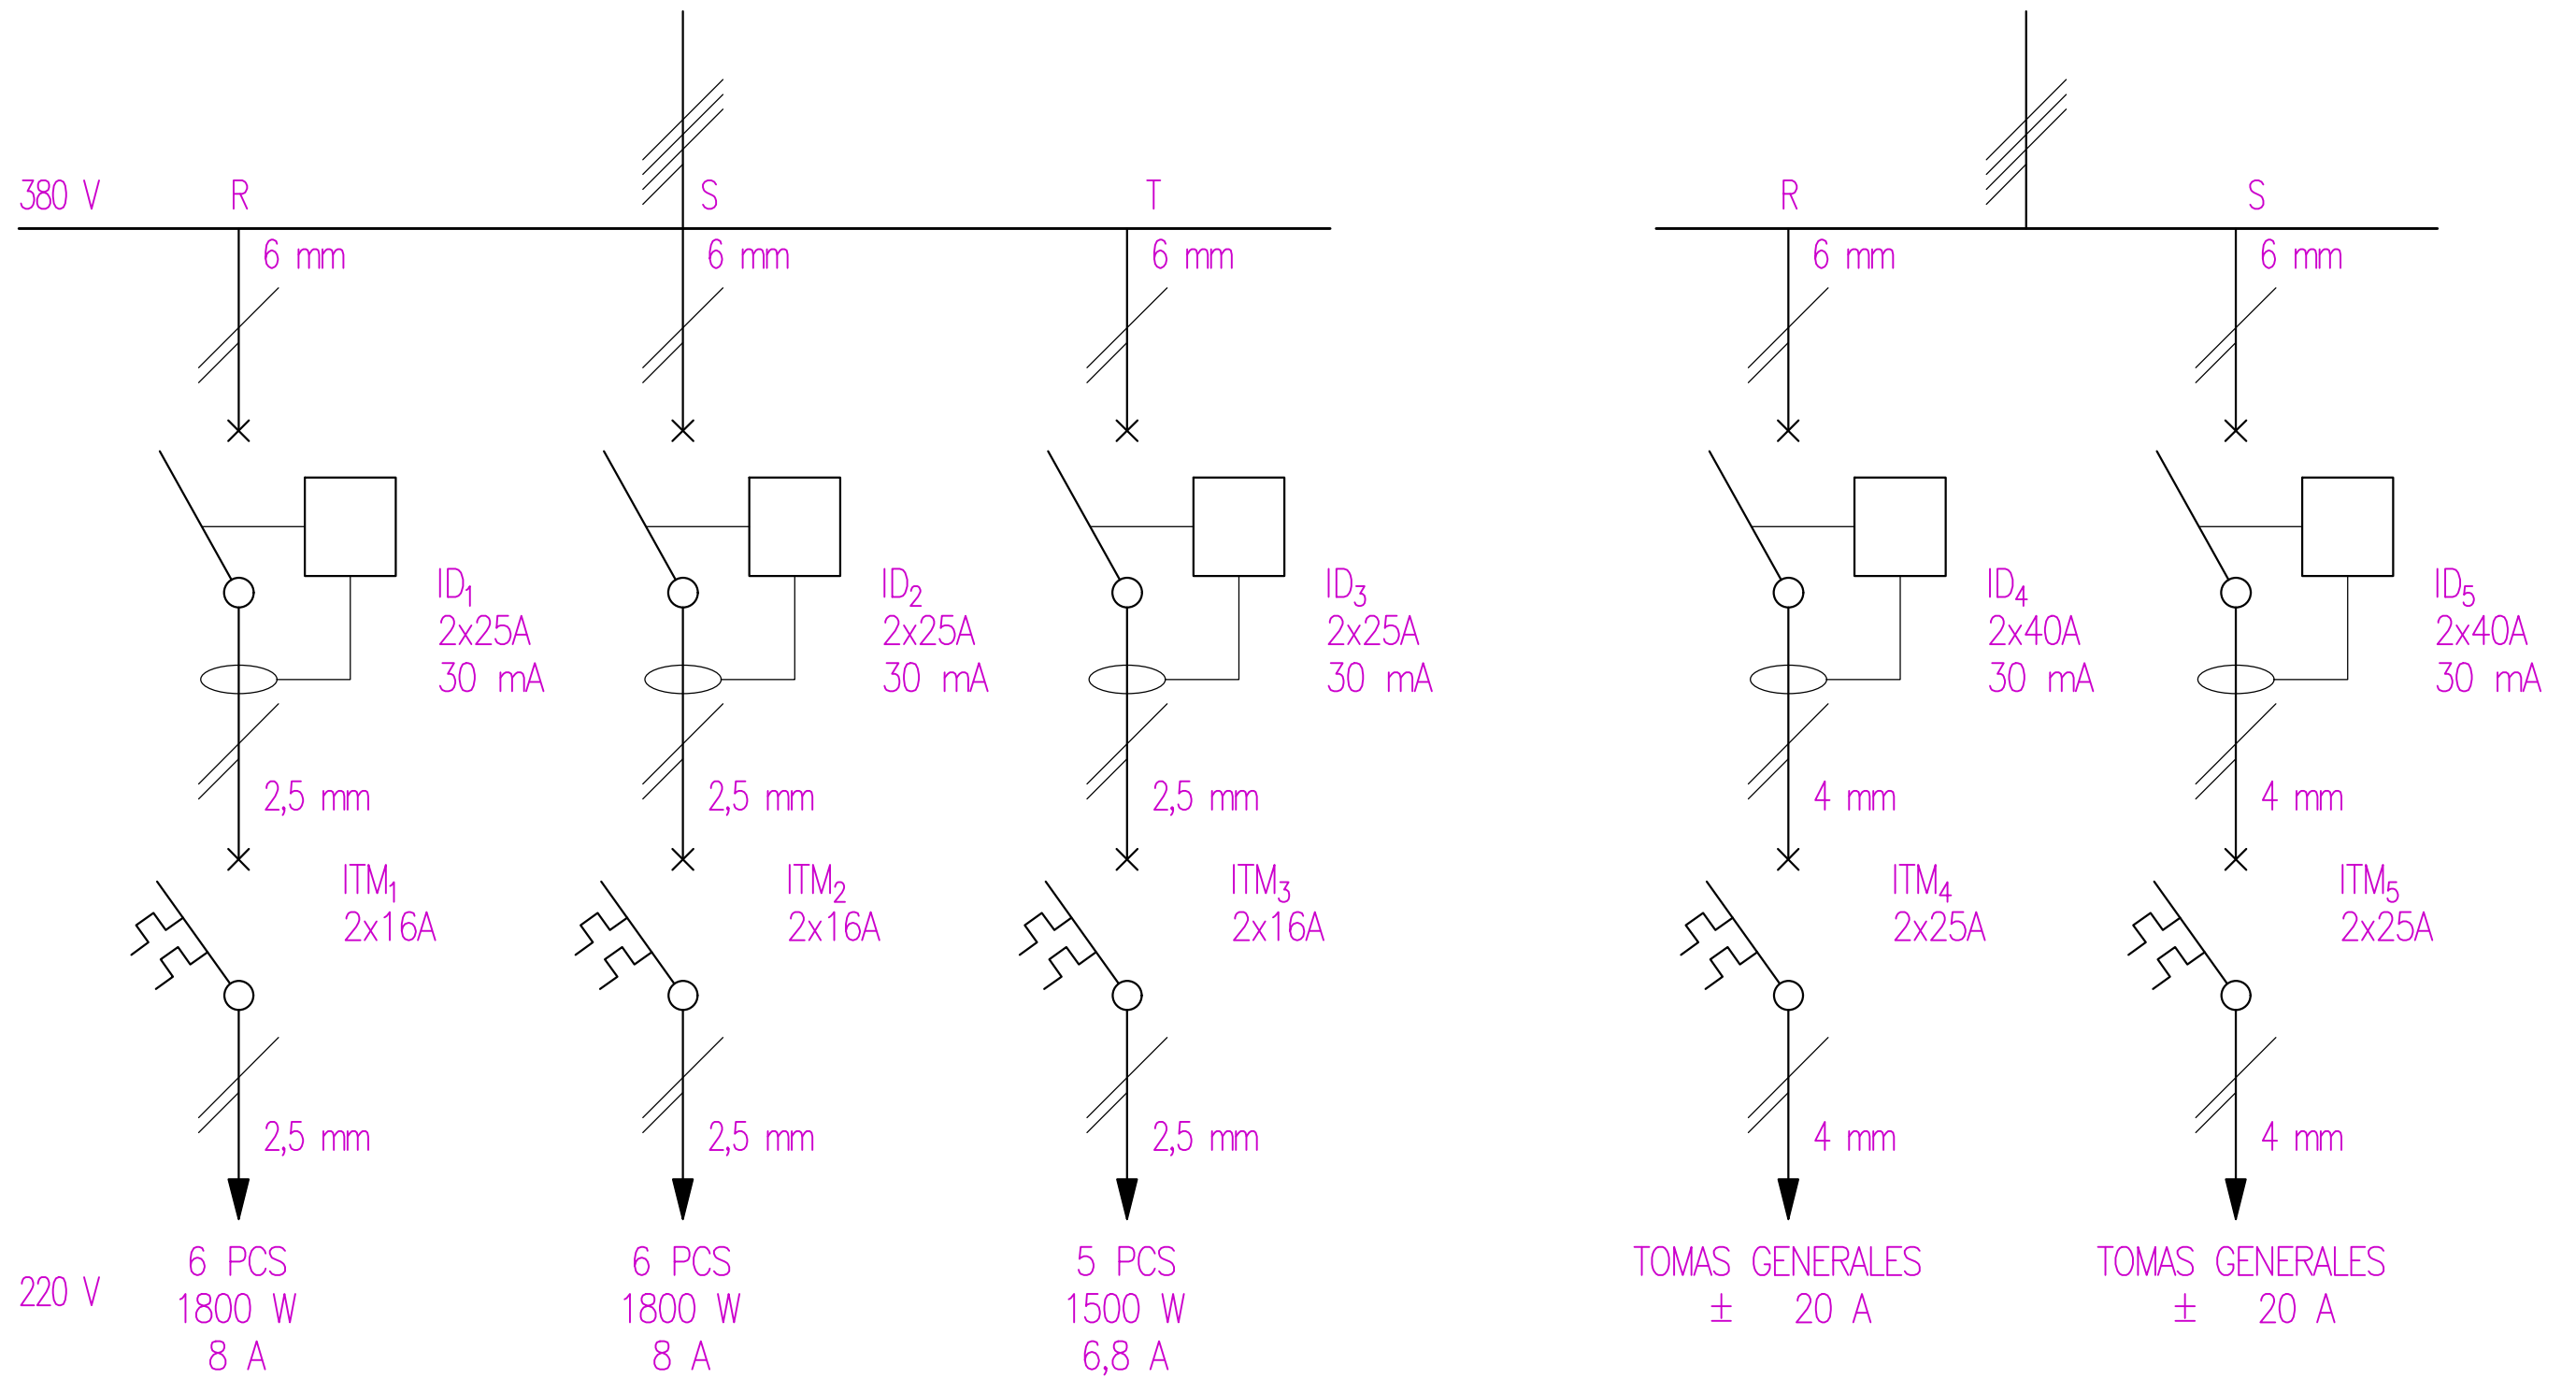 380 V R S T R S
6 mm 6 mm 6 mm 6 mm 6 mm
ID1 ID2 ID3 ID4 ID5
2x25A 2x25A 2x25A 2x40A 2x40A
30 mA 30 mA 30 mA 30 mA 30 mA
2,5 mm 2,5 mm 2,5 mm 4 mm 4 mm
ITM1 ITM2 ITM3 ITM4 ITM5
2x16A 2x16A 2x16A 2x25A 2x25A
2,5 mm 2,5 mm 2,5 mm 4 mm 4 mm
6 PCS 6 PCS 5 PCS TOMAS GENERALES TOMAS GENERALES
220 V 1800 W 1800 W 1500 W ± 20 A ± 20 A
8 A 8 A 6,8 A